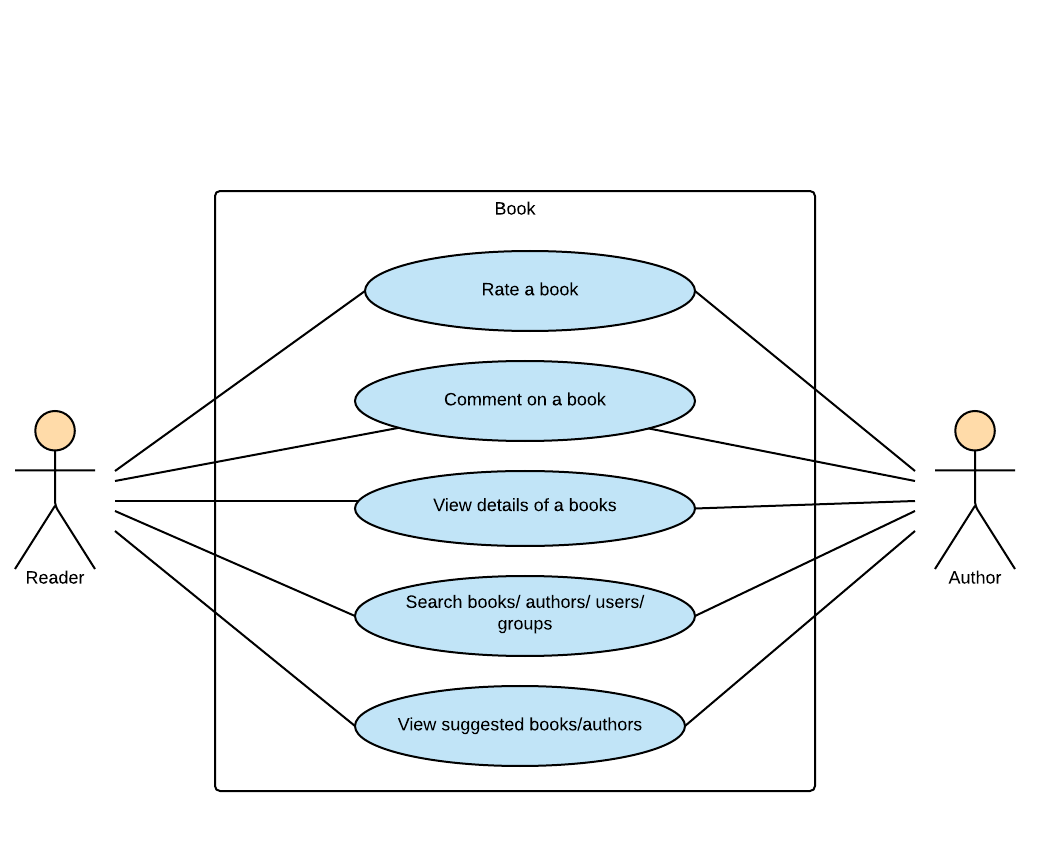 Book
Rate a book
Comment on a book
View details of a books
Reader
Author
Search books/ authors/ users/
groups
View suggested books/authors